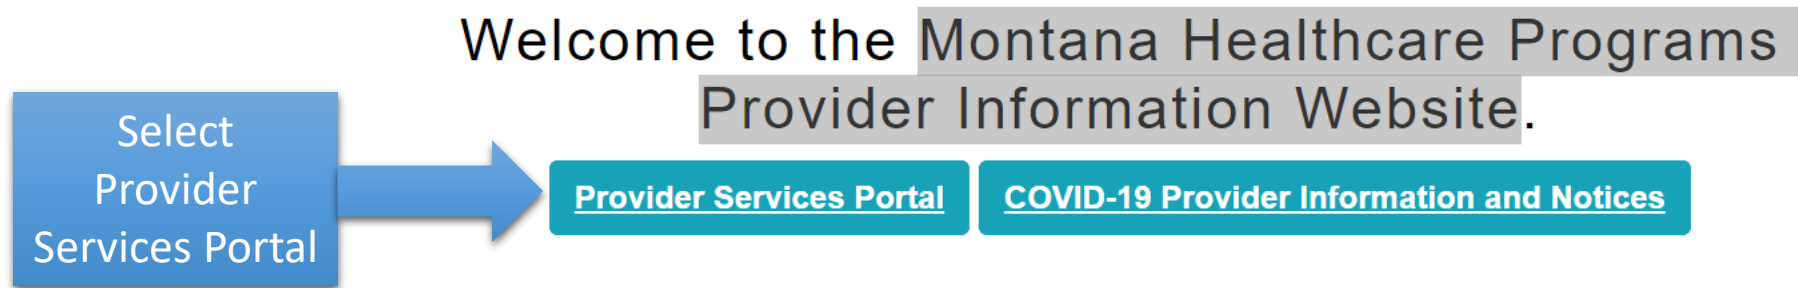 Welcome to the Montana Healthcare Programs
Provider Information Website.
Select
Provider
Services Portal
Provider Services Portal
COVID-19 Provider Information and Notices